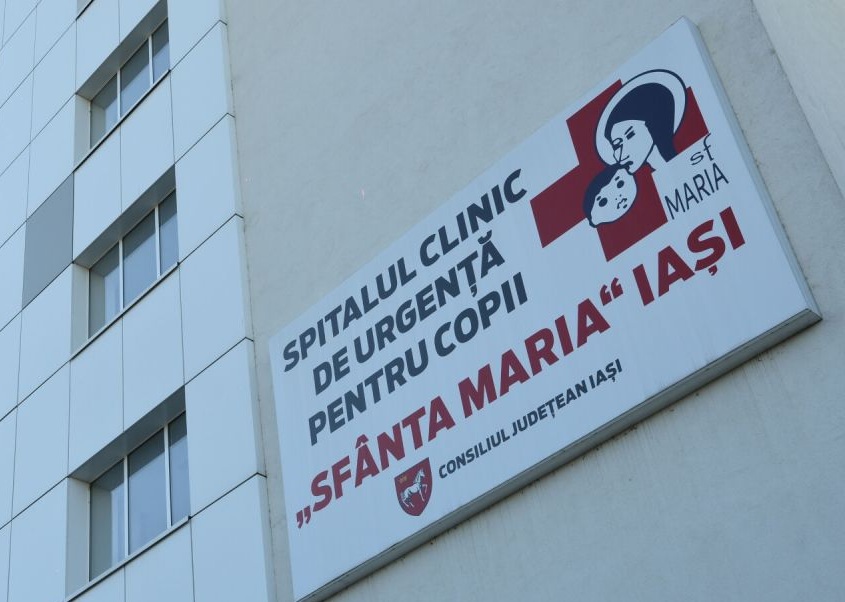 SPITALUL CLINIC
DE URGENȚĂ
PENTRU COPII
„SFÂNTA MARIA“ IAȘI
CONSILIUL JUDEȚEAN IAȘI
sf
MARIA